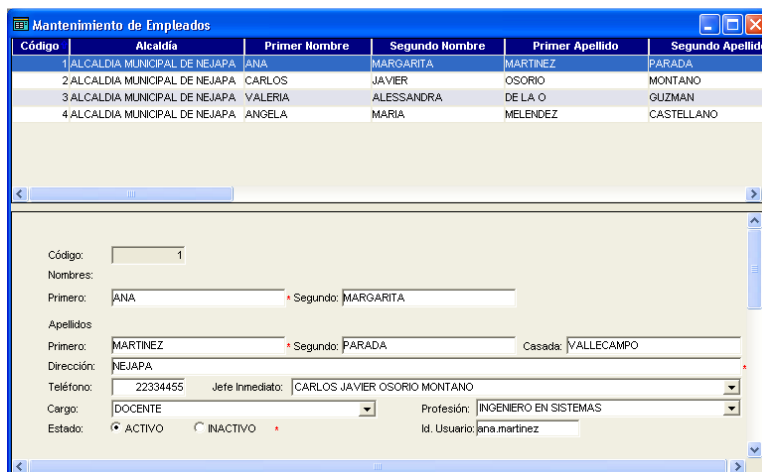 Mantenimiento de Empleados
Código Alcaldía Primer Nombre Segundo Nombre Primer Apellido Segundo Apellid
1 ALCALDIA MUNICIPAL DE NEJAPA ANA MARGARITA MARTINEZ PARADA
2 ALCALDIA MUNICIPAL DE NEJAPA CARLOS JAVIER OSORIO MONTANO
3 ALCALDIA MUNICIPAL DE NEJAPA VALERIA ALESSANDRA DE LA O GUZMAN
4 ALCALDIA MUNICIPAL DE NEJAPA ANGELA MARIA MELENDEZ CASTELLANO
Código: 1
Nombres:
Primero: ANA * Segundo: MARGARITA
Apellidos
Primero: MARTINEZ * Segundo: PARADA Casada: VALLECAMPO
Dirección: NEJAPA *
Teléfono: 22334455 Jefe Inmediato: CARLOS JAVIER OSORIO MONTANO
Cargo: DOCENTE Profesión: INGENIERO EN SISTEMAS
Estado: ACTIVO INACTIVO * Id. Usuario: ana.martinez